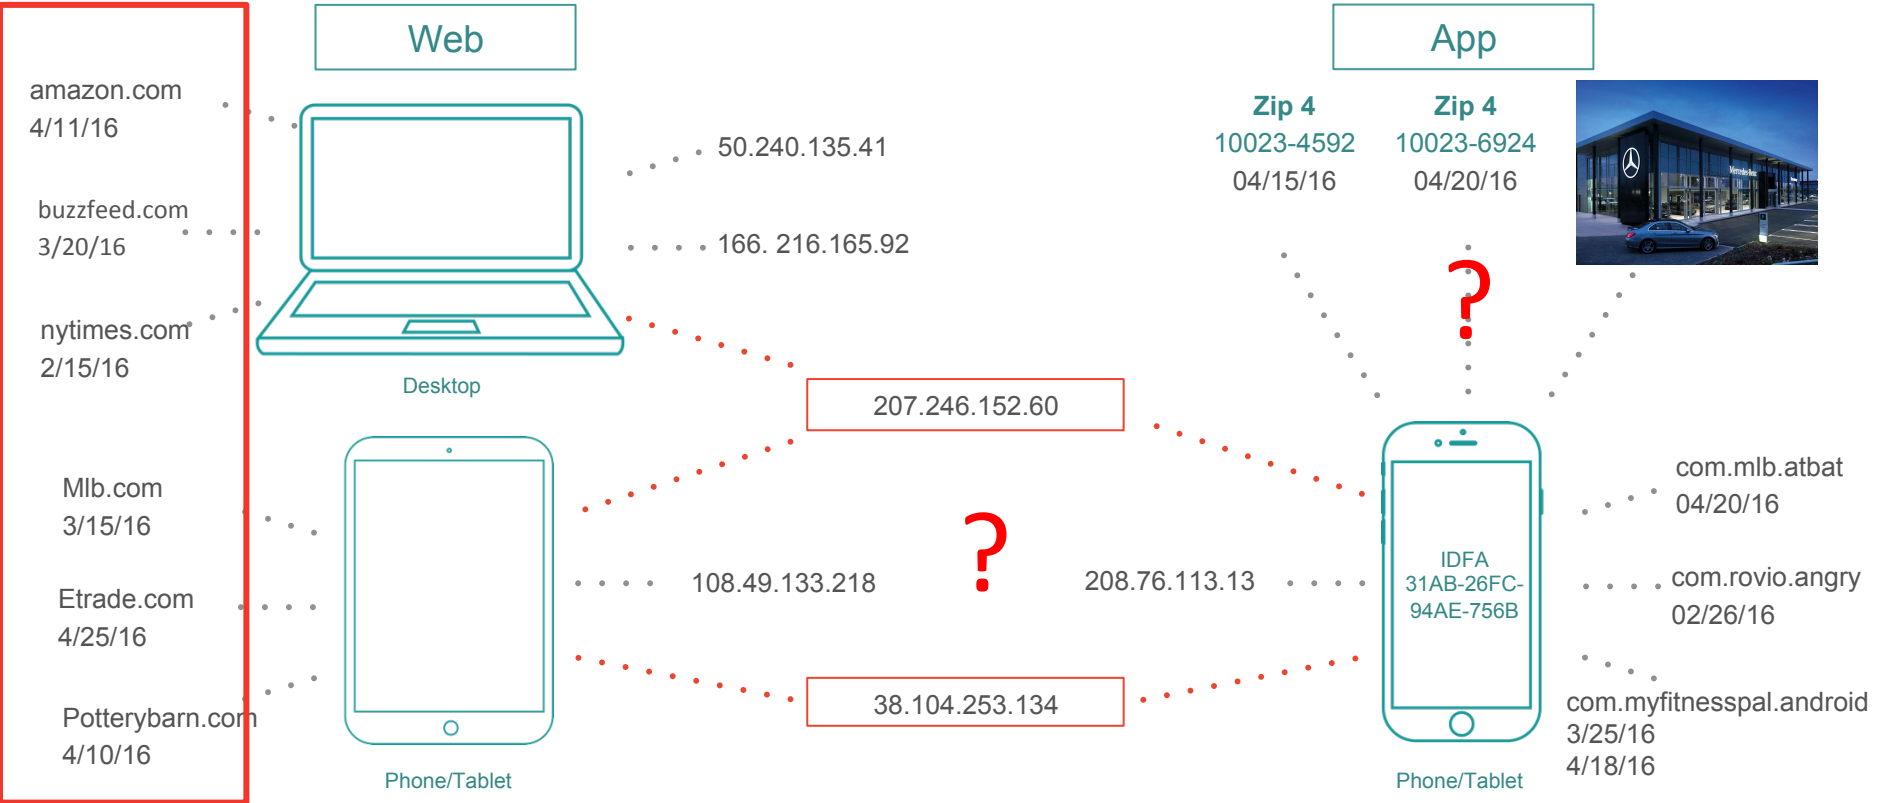 Web
App
amazon.com
4/11/16
buzzfeed.com
3/20/16
nytimes.com
2/15/16
Desktop
50.240.135.41
166. 216.165.92
Zip 4
10023-4592
04/15/16
Zip 4
10023-6924
04/20/16
Mercedes-Benz
?
207.246.152.60
Mlb.com
3/15/16
Etrade.com
4/25/16
Potterybarn.com
4/10/16
Phone/Tablet
108.49.133.218
?
208.76.113.13
38.104.253.134
IDFA
31AB-26FC-
94AE-756B
Phone/Tablet
com.mlb.atbat
04/20/16
com.rovio.angry
02/26/16
com.myfitnesspal.android
3/25/16
4/18/16